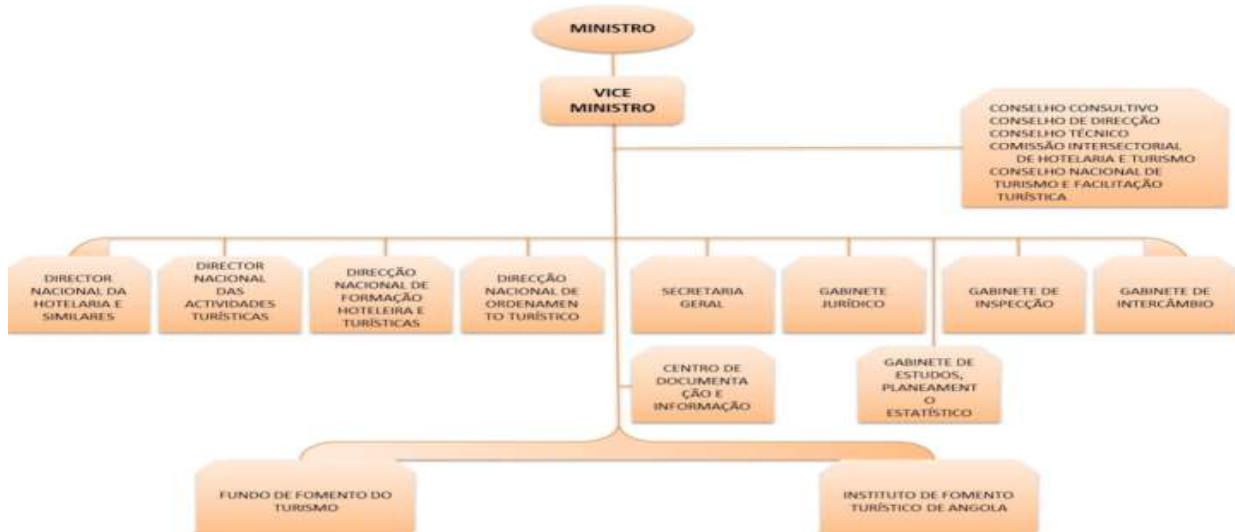 MINISTRO
VICE
MINISTRO
CONSELHO CONSULTIVO
CONSELHO DE DIRECÇÃO
CONSELHO TÉCNICO
COMISSÃO INTERSECTORIAL
DE HOTELARIA E TURISMO
CONSELHO NACIONAL DE
TURISMO E FACILITAÇÃO
TURÍSTICA
DIRECTOR
NACIONAL DA
HOTELARIA E
SIMILARES
DIRECTOR
NACIONAL
DAS
ACTIVIDADES
TURÍSTICAS
DIRECÇÃO
NACIONAL DE
FORMAÇÃO
HOTELEIRA E
TURÍSTICAS
DIRECÇÃO
NACIONAL DE
ORDENAMEN
TO TURÍSTICO
SECRETARIA
GERAL
GABINETE
JURÍDICO
GABINETE DE
INSPECÇÃO
GABINETE DE
INTERCÂMBIO
CENTRO DE
DOCUMENTA
ÇÃO E
INFORMAÇÃO
GABINETE DE
ESTUDOS,
PLANEAMENT
O
ESTATÍSTICO
FUNDO DE FOMENTO DO
TURISMO
INSTITUTO DE FOMENTO
TURÍSTICO DE ANGOLA